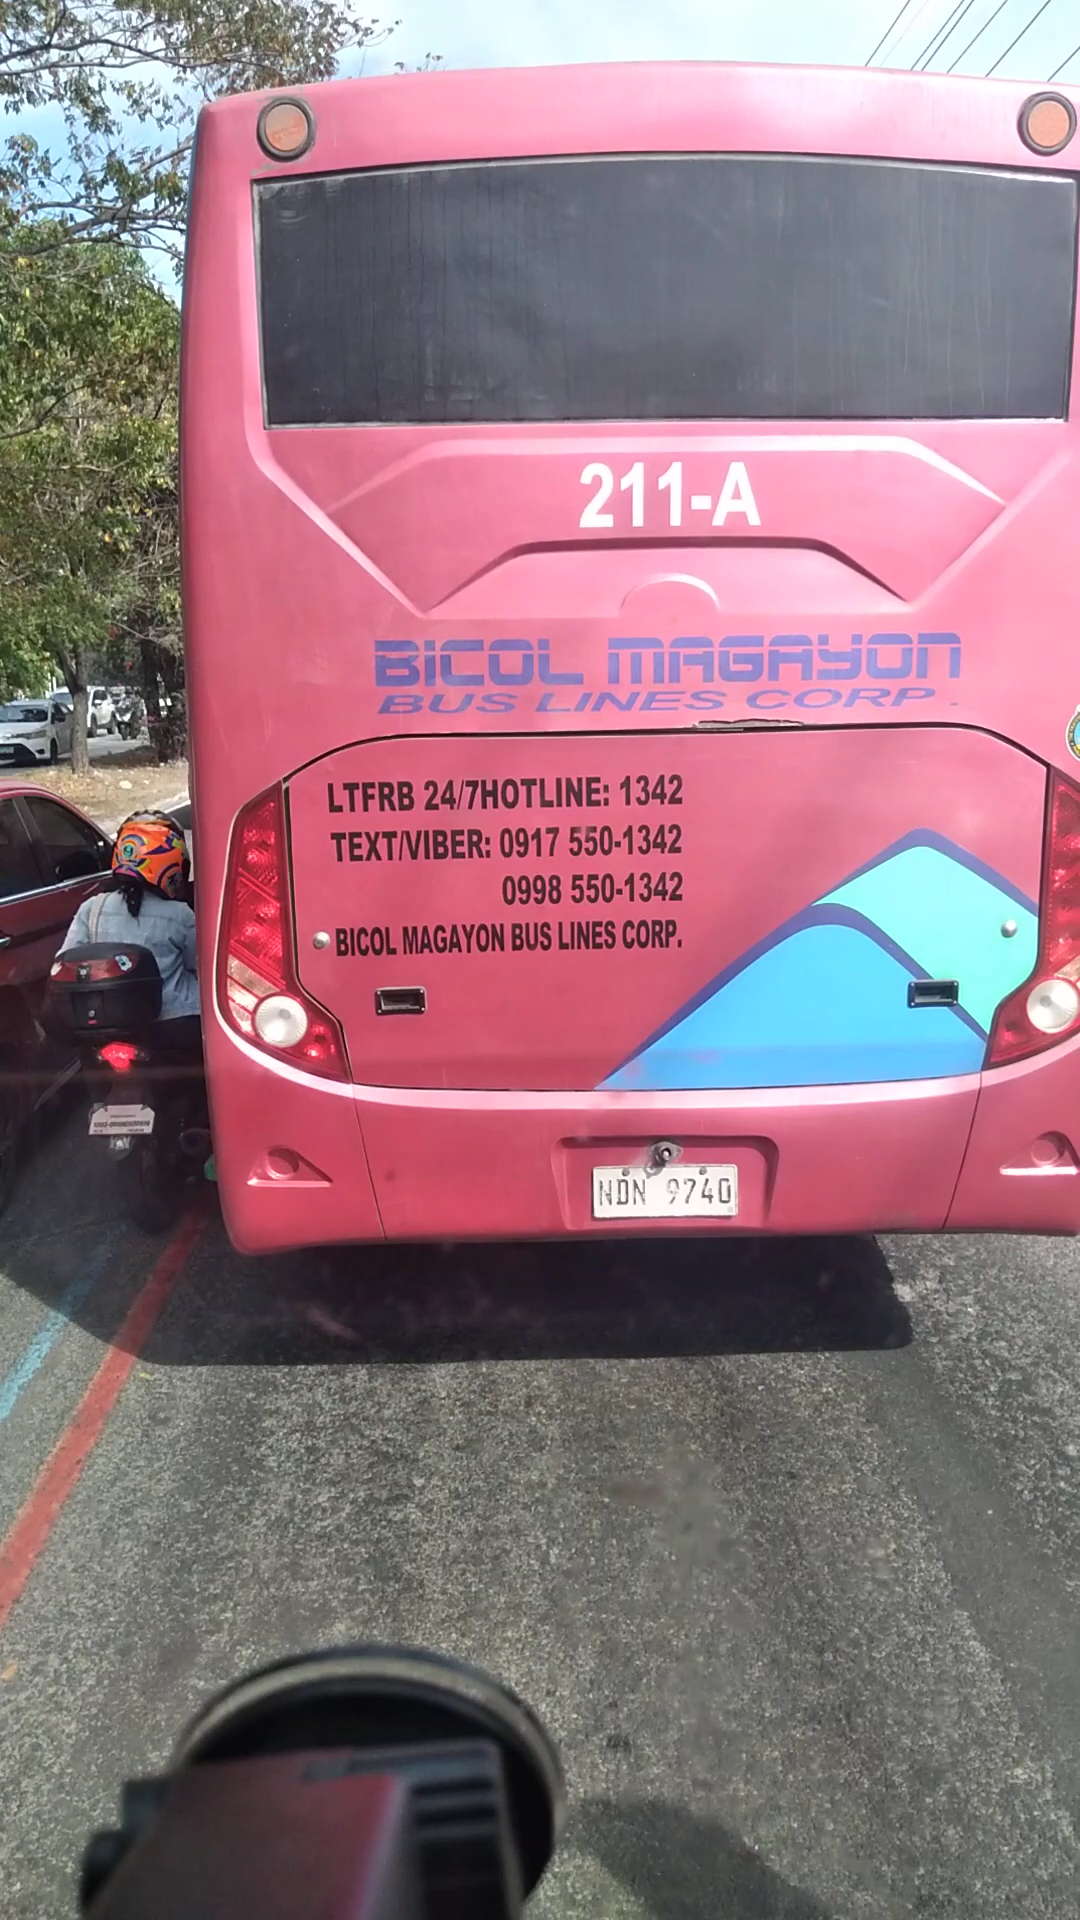 211-A
BICOL MAGAYON
BUS LINES CORP.
LTFRB 24/7HOTLINE: 1342
TEXT/VIBER: 0917 550-1342
0998 550-1342
BICOL MAGAYON BUS LINES CORP.
NDN 9740